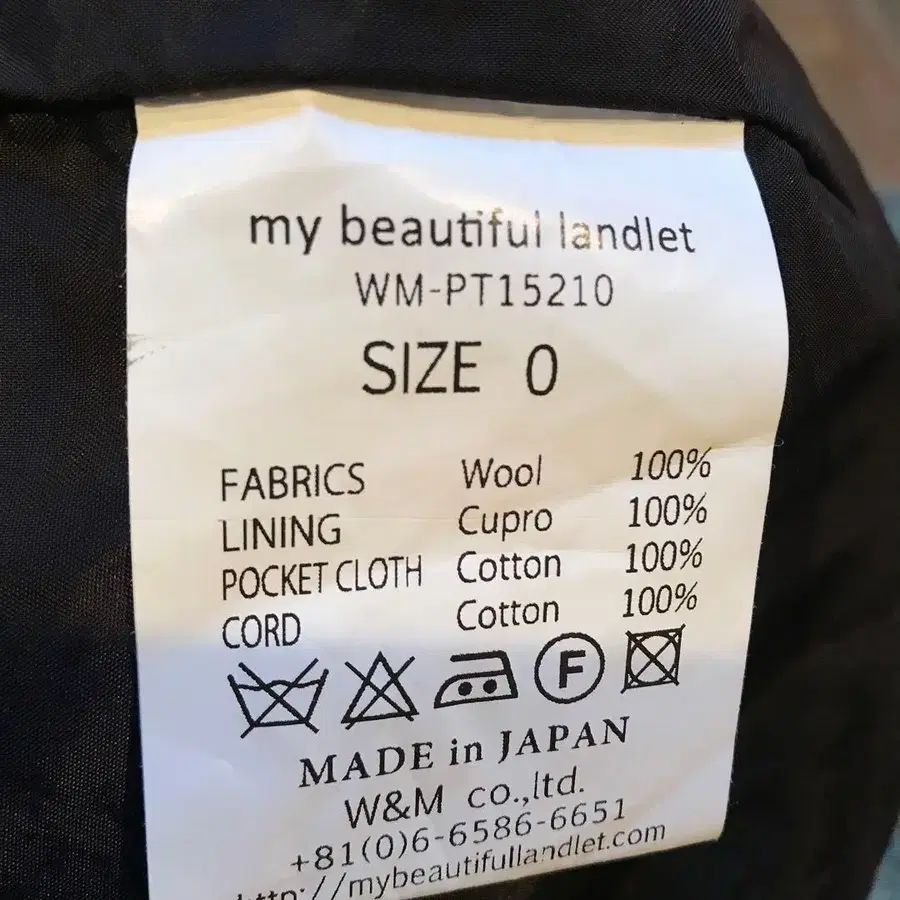 my beautiful landlet
WM-PT15210
SIZE 0
FABRICS Wool 100%
LINING Cupro 100%
POCKET CLOTH Cotton 100%
CORD Cotton 100%
F
MADE in JAPAN
W&M co.,ltd.
+81(0)6-6586-6651
http://mybeautifullandlet.com